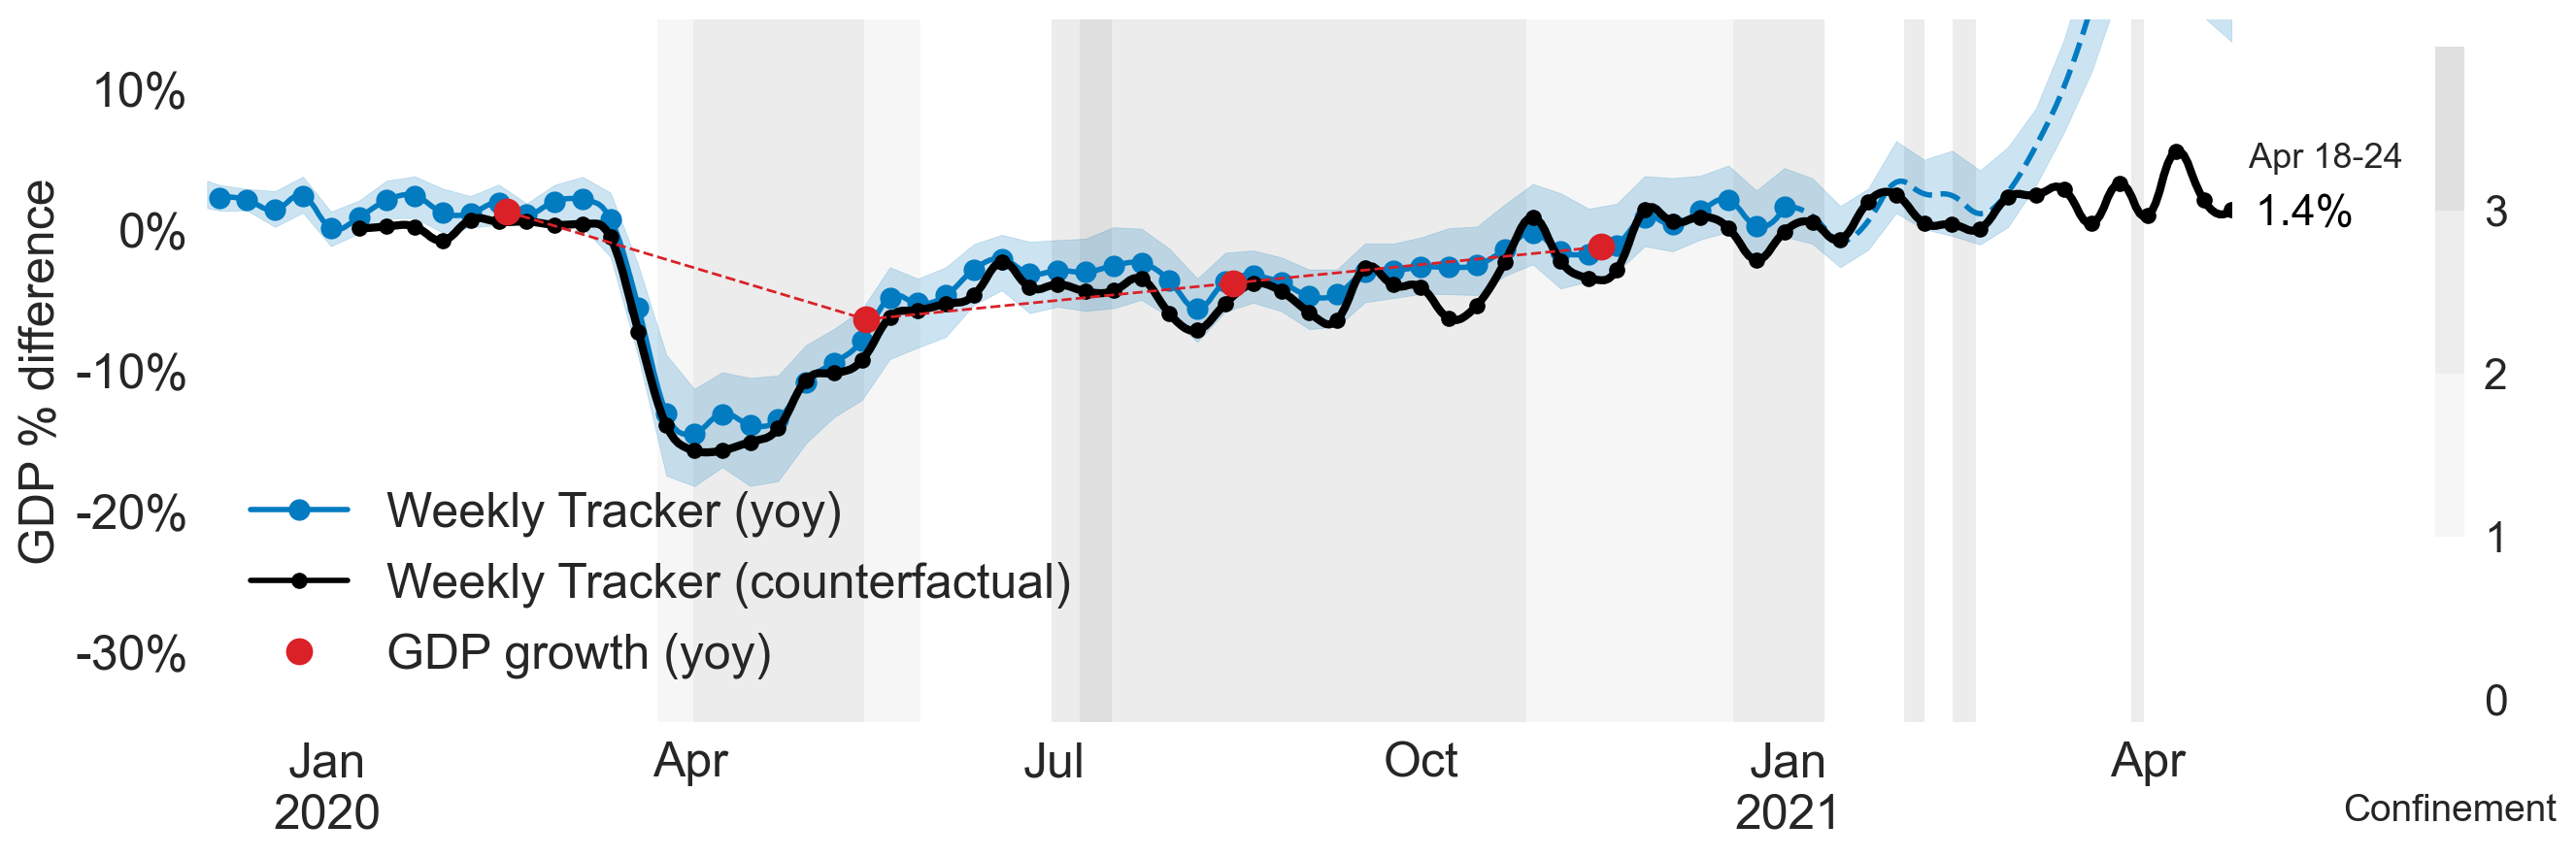 GDP % difference
10%
0%
-10%
-20%
-30%
Weekly Tracker (yoy)
Weekly Tracker (counterfactual)
GDP growth (yoy)
Apr 18-24
1.4%
3
2
1
0
Jan
2020
Apr
Jul
Oct
Jan
2021
Apr
Confinement